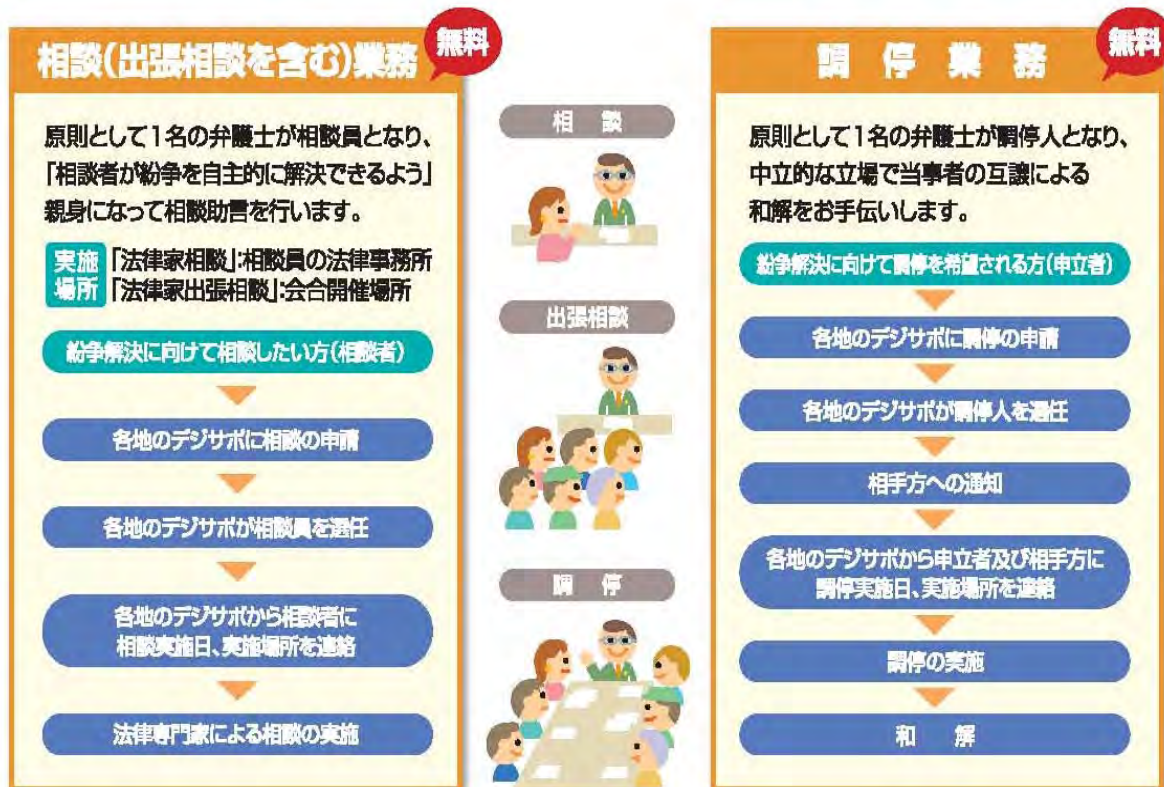 相談(出張相談を含む)業務
無料
原則として1名の弁護士が相談員となり、
「相談者が紛争を自主的に解決できるよう」
親身になって相談助言を行います。
実施
場所
「法律家相談」:相談員の法律事務所
「法律家出張相談」:会合開催場所
紛争解決に向けて相談したい方(相談者)
各地のデジサポに相談の申請
各地のデジサポが相談員を選任
各地のデジサポから相談者に
相談実施日、実施場所を連絡
法律専門家による相談の実施
相談
出張相談
調停
調停業務
無料
原則として1名の弁護士が調停人となり、
中立的な立場で当事者の互譲による
和解をお手伝いします。
紛争解決に向けて調停を希望される方(申立者)
各地のデジサポに調停の申請
各地のデジサポが調停人を選任
相手方への通知
各地のデジサポから申立者及び相手方に
調停実施日、実施場所を連絡
調停の実施
和解